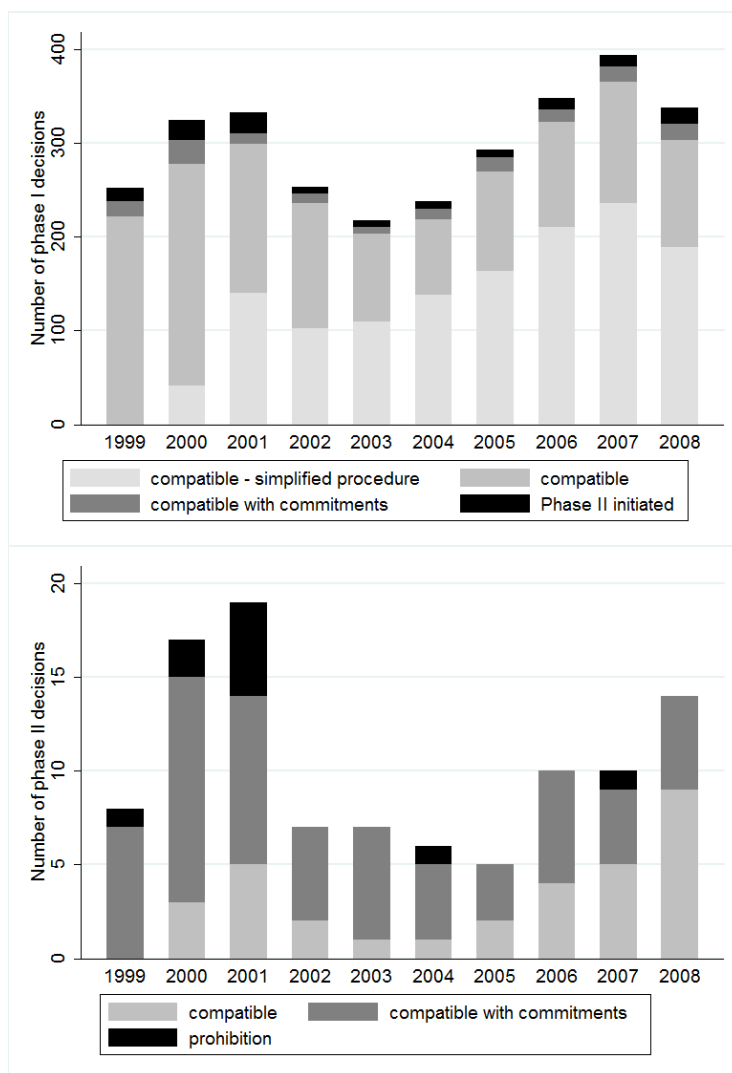 Number of phase I decisions
400
300
200
100
0
1999 2000 2001 2002 2003 2004 2005 2006 2007 2008
compatible - simplified procedure compatible
compatible with commitments Phase II initiated
Number of phase II decisions
20
15
10
5
0
1999 2000 2001 2002 2003 2004 2005 2006 2007 2008
compatible compatible with commitments
prohibition